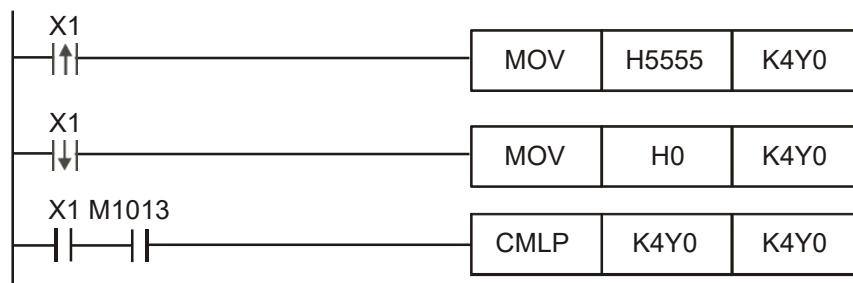 X1
MOV H5555 K4Y0
X1
MOV H0 K4Y0
X1 M1013
CMLP K4Y0 K4Y0